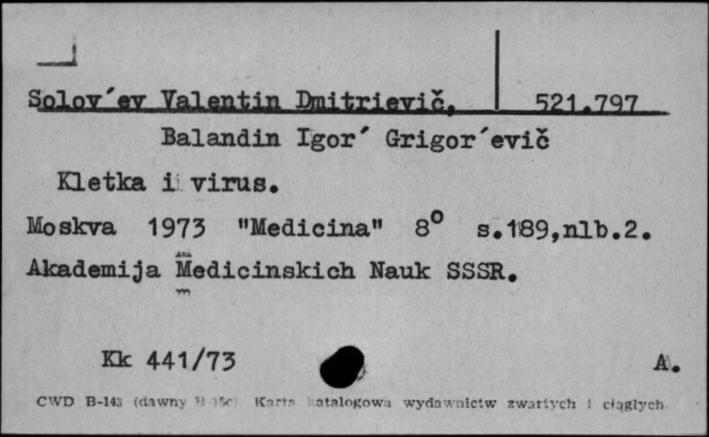 Solov´ev Valentin Dmitrievič, 521.797
Balandin Igor´ Grigor´evič
Kletka i virus.
Moskva 1973 "Medicina" 8° s.189,nlb.2.
Akademija Medicinskich Nauk SSSR.
Kk 441/73 A.
CWD B-143 (dawny Karta katalogowa wydawnictw zwartych i ciągłych